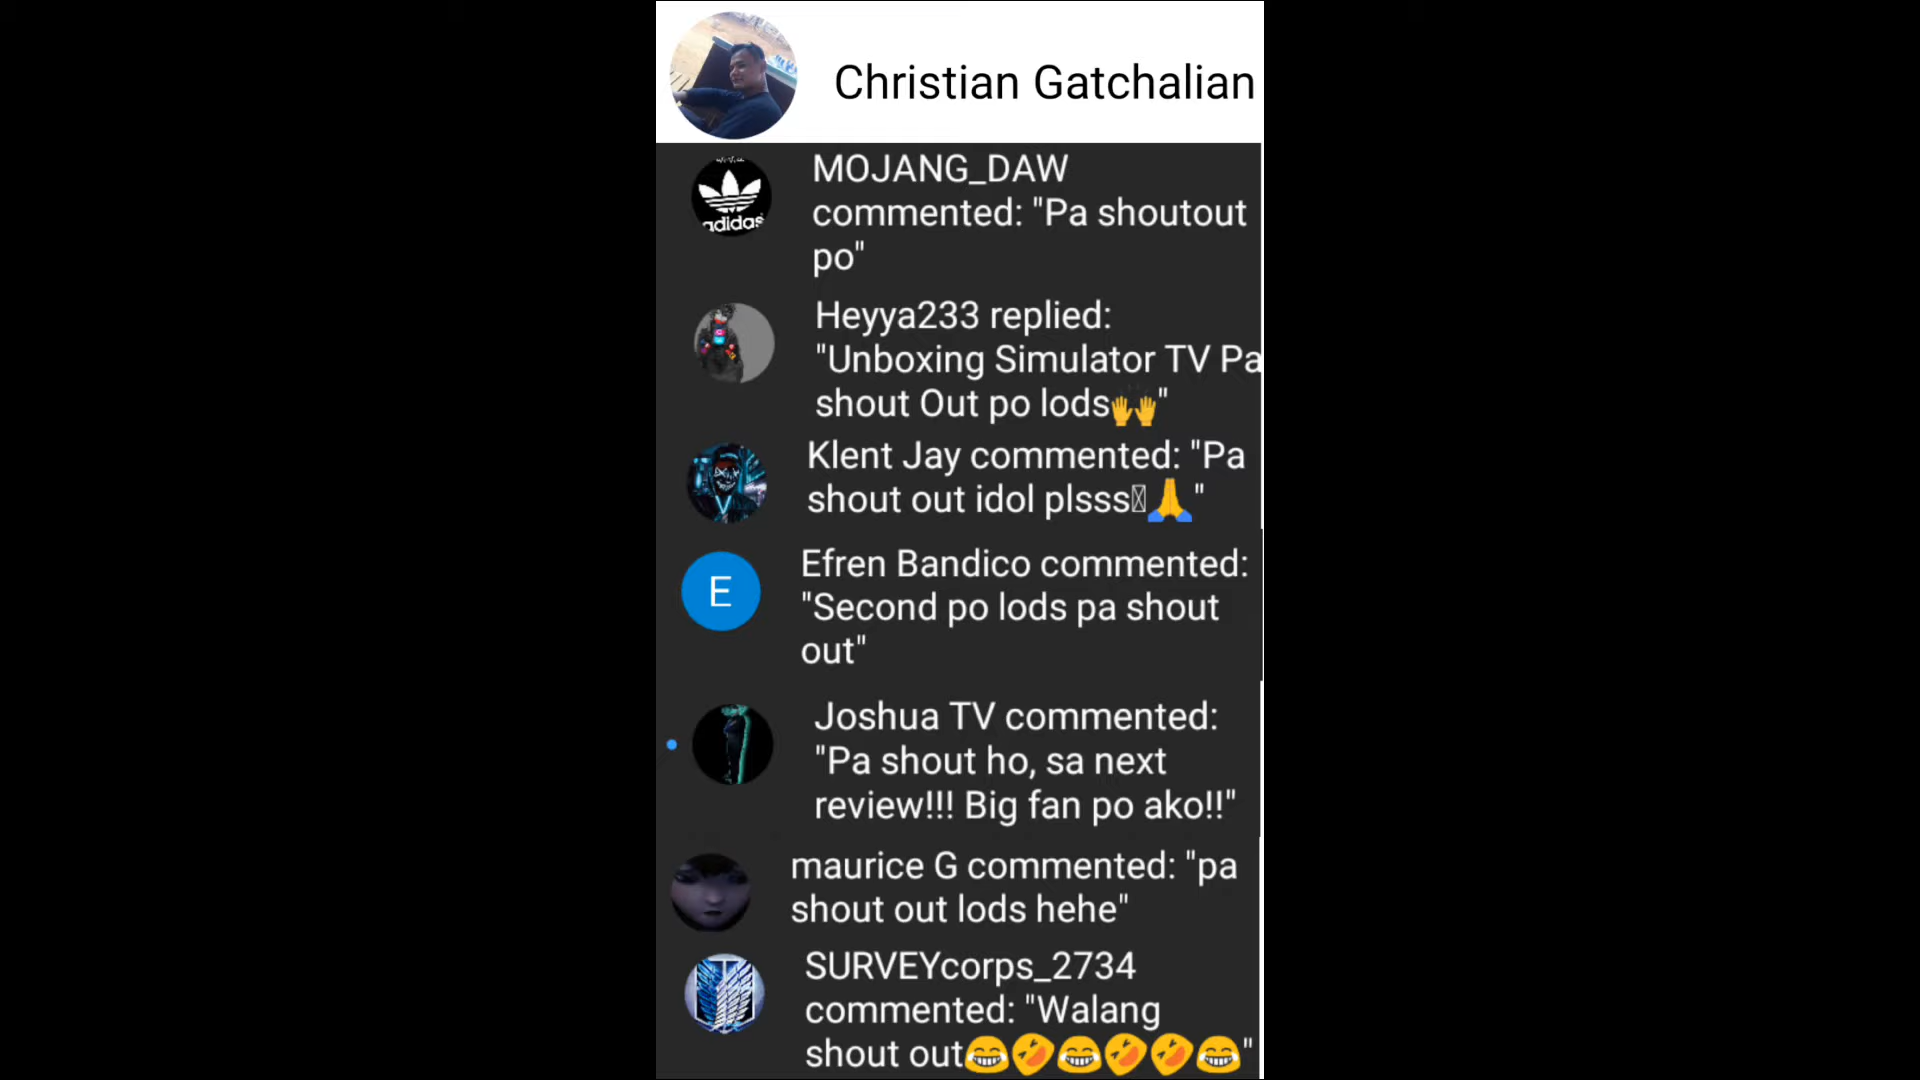 Christian Gatchalian
adidas
MOJANG_DAW
commented: "Pa shoutout
po"
Heyya233 replied:
"Unboxing Simulator TV Pa
shout Out po lods🙌"
Klent Jay commented: "Pa
shout out idol plsss🙏"
E
Efren Bandico commented:
"Second po lods pa shout
out"
Joshua TV commented:
"Pa shout ho, sa next
review!!! Big fan po ako!!"
maurice G commented: "pa
shout out lods hehe"
SURVEYcorps_2734
commented: "Walang
shout out😂🤣😂🤣🤣😂"